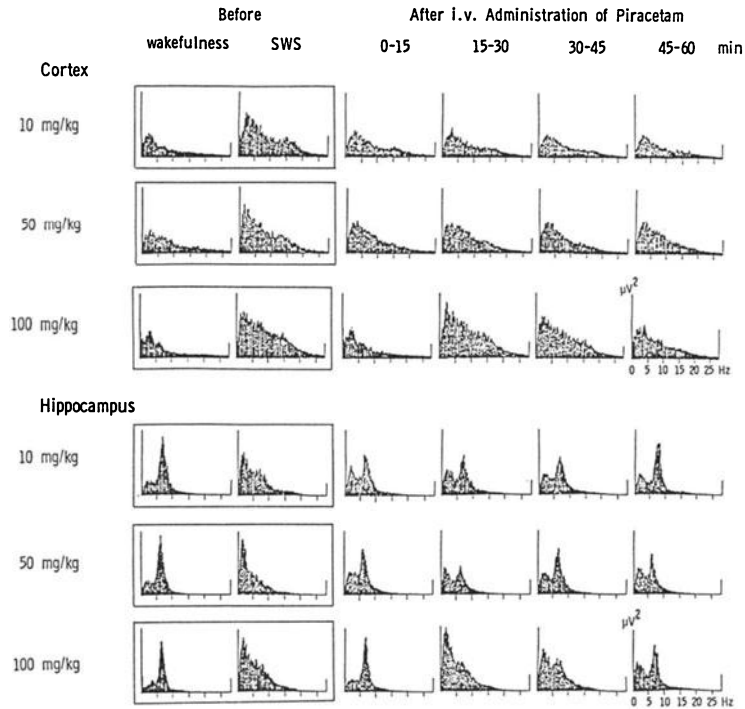 Before After i.v. Administration of Piracetam
wakefulness SWS 0-15 15-30 30-45 45-60 min
Cortex
10 mg/kg
50 mg/kg
100 mg/kg
μv²
0 5 10 15 20 25 Hz
Hippocampus
10 mg/kg
50 mg/kg
100 mg/kg
μv²
0 5 10 15 20 25 Hz